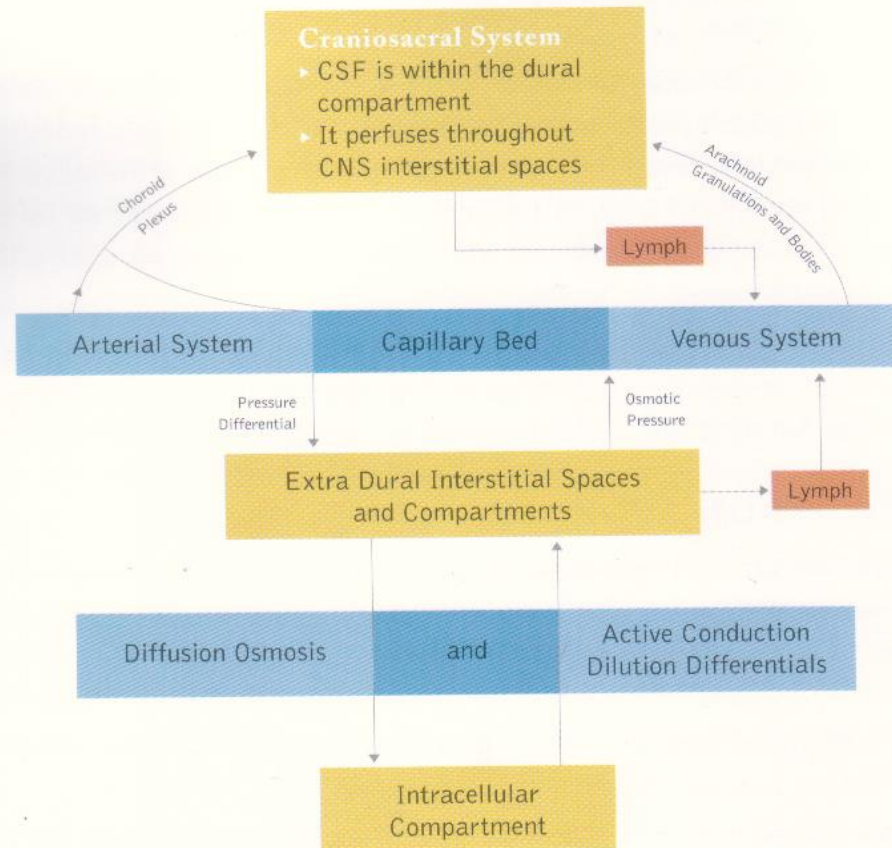 Craniosacral System
▸ CSF is within the dural
compartment
▸ It perfuses throughout
CNS interstitial spaces
Choroid
Plexus
Arachnoid
Granulations and Bodies
Lymph
Arterial System
Capillary Bed
Venous System
Pressure
Differential
Osmotic
Pressure
Extra Dural Interstitial Spaces
and Compartments
Lymph
Diffusion Osmosis
and
Active Conduction
Dilution Differentials
Intracellular
Compartment